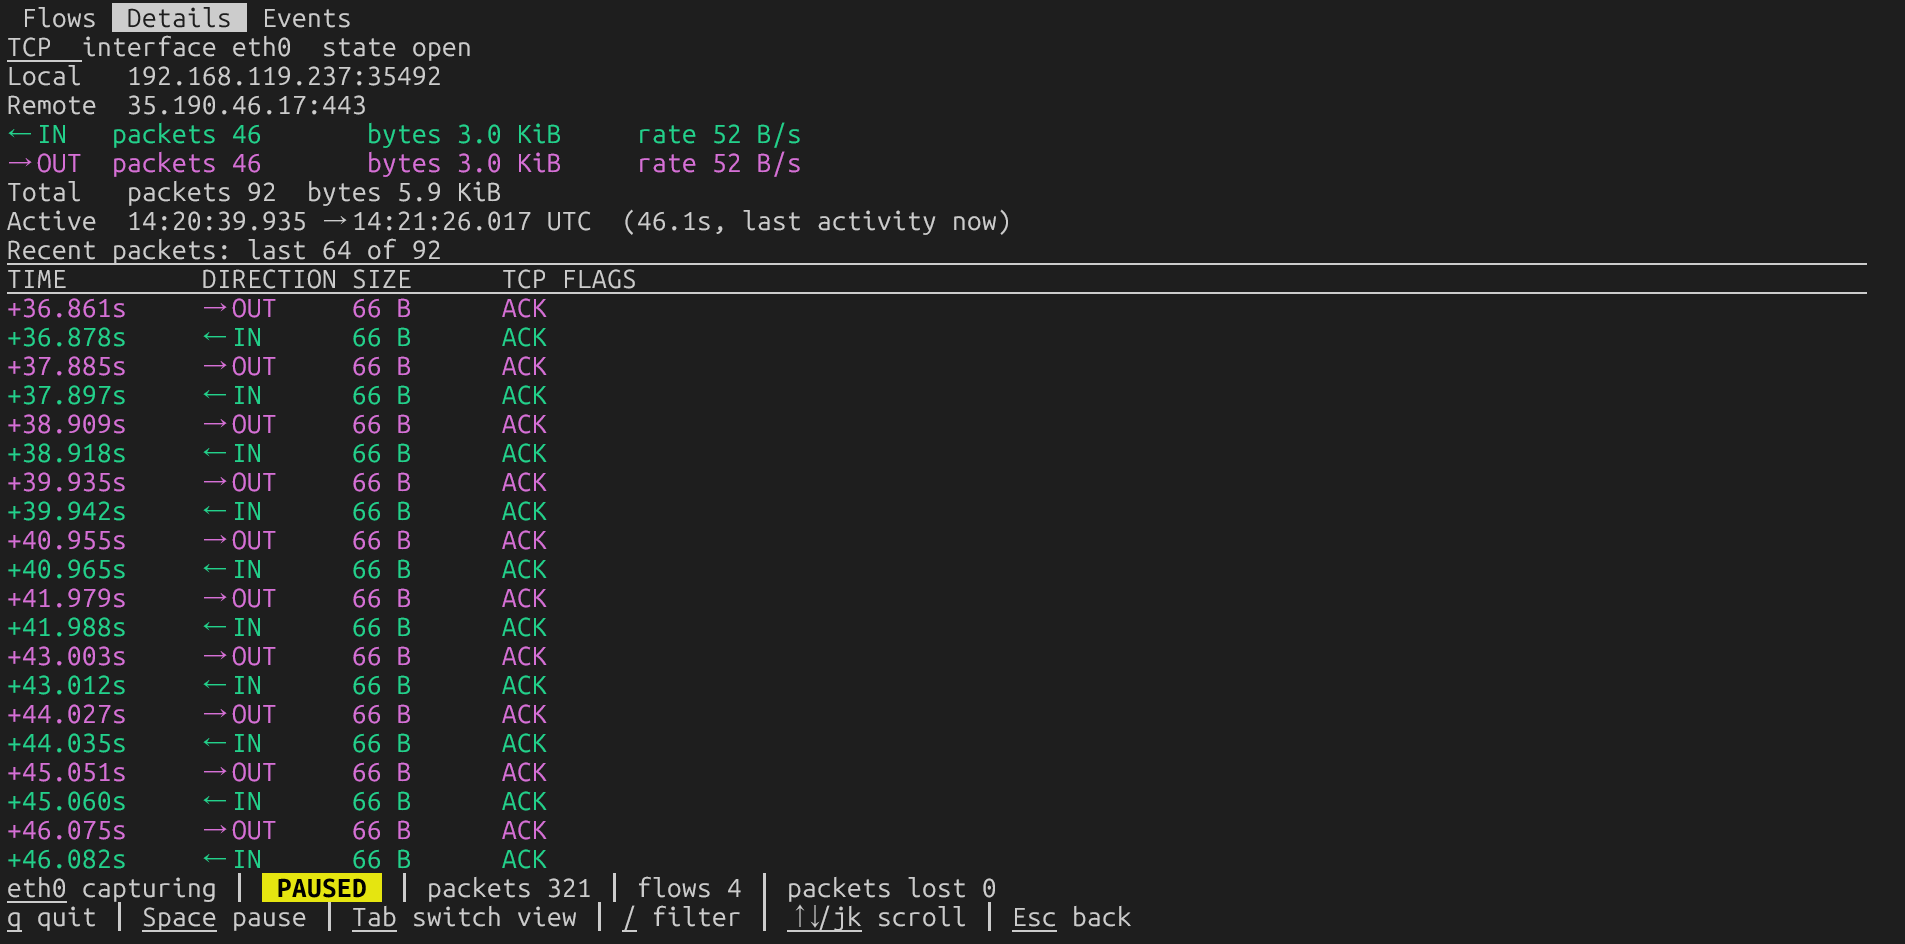 Flows Details Events
TCP interface eth0 state open
Local 192.168.119.237:35492
Remote 35.190.46.17:443
←IN packets 46 bytes 3.0 KiB rate 52 B/s
→OUT packets 46 bytes 3.0 KiB rate 52 B/s
Total packets 92 bytes 5.9 KiB
Active 14:20:39.935 →14:21:26.017 UTC (46.1s, last activity now)
Recent packets: last 64 of 92
TIME DIRECTION SIZE TCP FLAGS
+36.861s →OUT 66 B ACK
+36.878s ←IN 66 B ACK
+37.885s →OUT 66 B ACK
+37.897s ←IN 66 B ACK
+38.909s →OUT 66 B ACK
+38.918s ←IN 66 B ACK
+39.935s →OUT 66 B ACK
+39.942s ←IN 66 B ACK
+40.955s →OUT 66 B ACK
+40.965s ←IN 66 B ACK
+41.979s →OUT 66 B ACK
+41.988s ←IN 66 B ACK
+43.003s →OUT 66 B ACK
+43.012s ←IN 66 B ACK
+44.027s →OUT 66 B ACK
+44.035s ←IN 66 B ACK
+45.051s →OUT 66 B ACK
+45.060s ←IN 66 B ACK
+46.075s →OUT 66 B ACK
+46.082s ←IN 66 B ACK
eth0 capturing | PAUSED | packets 321 | flows 4 | packets lost 0
q quit | Space pause | Tab switch view | / filter | ↑↓/jk scroll | Esc back